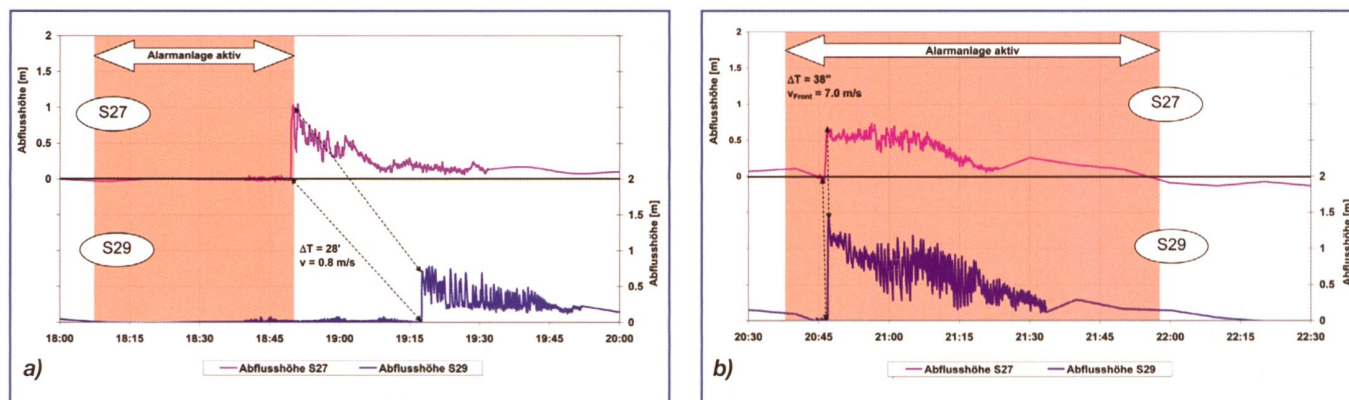 Alarmanlage aktiv
Abflusshöhe [m]
2
1.5
1
0.5
0
S27
2
1.5
1
0.5
0
Abflusshöhe [m]
S29
ΔT = 28'
v = 0.8 m/s
18:00 18:15 18:30 18:45 19:00 19:15 19:30 19:45 20:00
a)
Abflusshöhe S27 Abflusshöhe S29
Alarmanlage aktiv
Abflusshöhe [m]
2
1.5
1
0.5
0
ΔT = 38"
vFront = 7.0 m/s
S27
2
1.5
1
0.5
0
Abflusshöhe [m]
S29
20:30 20:45 21:00 21:15 21:30 21:45 22:00 22:15 22:30
b)
Abflusshöhe S27 Abflusshöhe S29